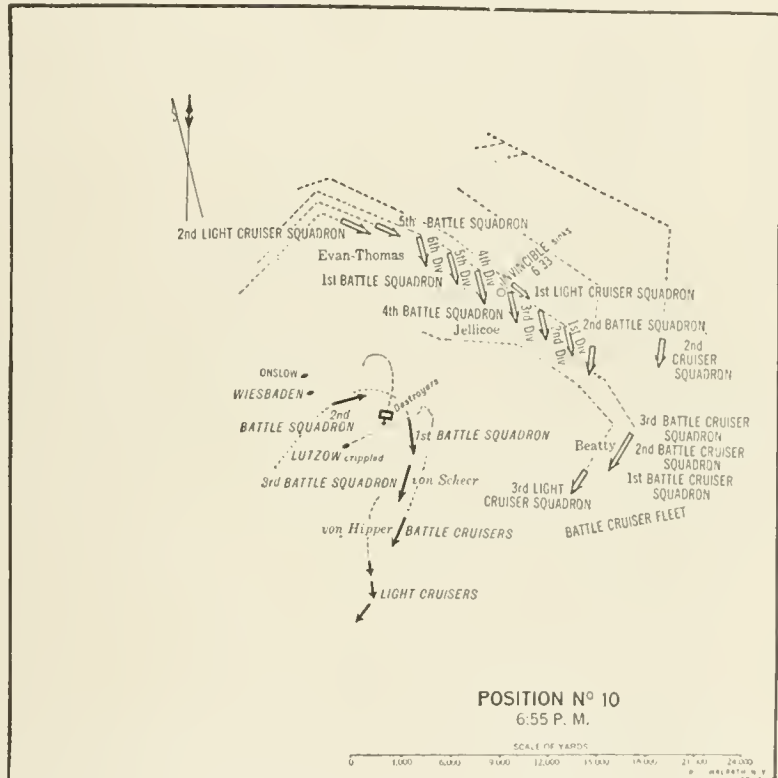 5th BATTLE SQUADRON
2nd LIGHT CRUISER SQUADRON
Evan-Thomas
6th Div
5th Div
4th Div
INVINCIBLE SINKS
6.33
1st BATTLE SQUADRON
1st LIGHT CRUISER SQUADRON
4th BATTLE SQUADRON
Jellicoe
3rd Div
2nd Div
1st Div
2nd BATTLE SQUADRON
2nd
CRUISER
SQUADRON
ONSLOW
WIESBADEN
Destroyers
2nd
BATTLE SQUADRON
LUTZOW crippled
1st BATTLE SQUADRON
3rd BATTLE SQUADRON
von Scheer
von Hipper
BATTLE CRUISERS
LIGHT CRUISERS
Beatty
3rd BATTLE CRUISER
SQUADRON
2nd BATTLE CRUISER
SQUADRON
1st BATTLE CRUISER
SQUADRON
3rd LIGHT
CRUISER SQUADRON
BATTLE CRUISER FLEET
POSITION Nº 10
6:55 P. M.
SCALE OF YARDS
0 6,000 9,000 12,000 15,000 24,000